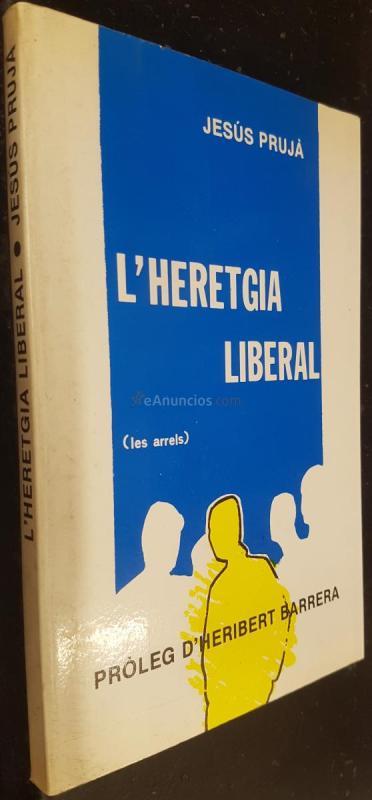 L'HERETGIA LIBERAL • JESÚS PRUJÀ
JESÚS PRUJÀ
L'HERETGIA
LIBERAL
eAnuncios.com
(les arrels)
PRÒLEG D'HERIBERT BARRERA